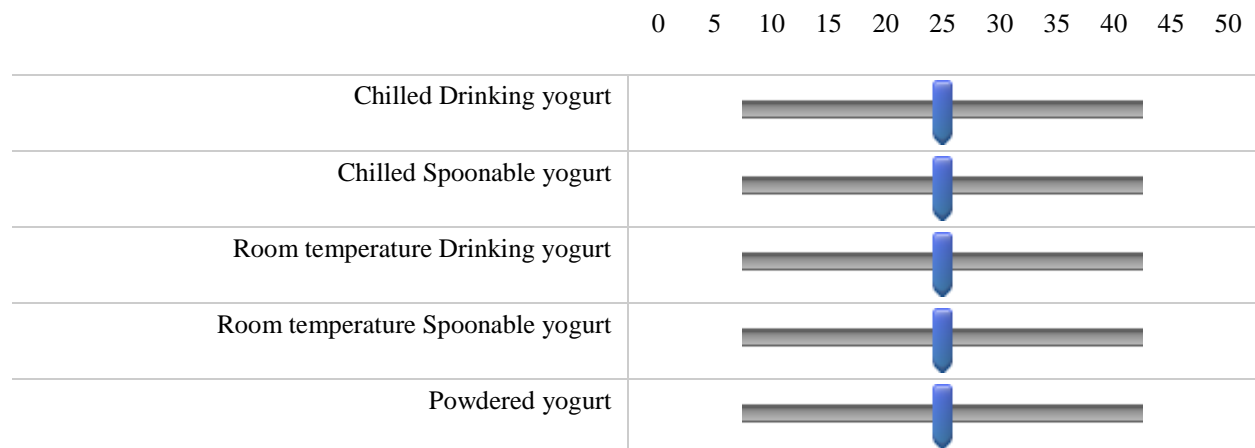 0 5 10 15 20 25 30 35 40 45 50
Chilled Drinking yogurt
Chilled Spoonable yogurt
Room temperature Drinking yogurt
Room temperature Spoonable yogurt
Powdered yogurt